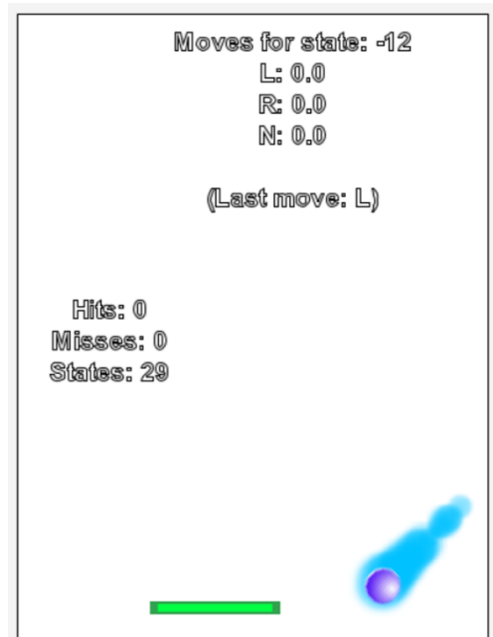 Moves for state: -12
L: 0.0
R: 0.0
N: 0.0
(Last move: L)
Hits: 0
Misses: 0
States: 29